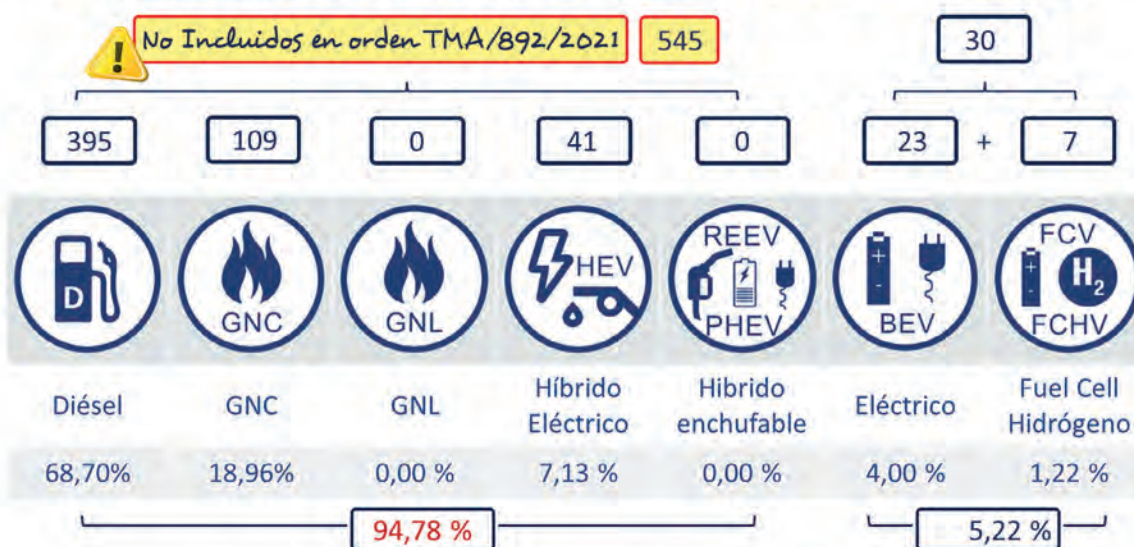 No Incluidos en orden TMA/892/2021 545 30
395 109 0 41 0 23 + 7
D GNC GNL HEV REEV PHEV + BEV FCV + H2 FCHV
Diésel GNC GNL Híbrido Eléctrico Hibrido enchufable Eléctrico Fuel Cell Hidrógeno
68,70% 18,96% 0,00 % 7,13 % 0,00 % 4,00 % 1,22 %
94,78 % 5,22 %